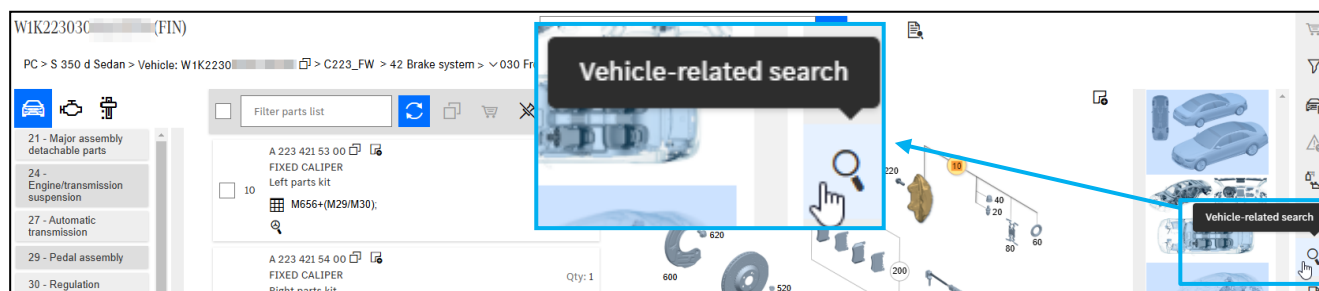 W1K223030 (FIN)
PC > S 350 d Sedan > Vehicle: W1K2230 > C223_FW > 42 Brake system > 030 Fro
Filter parts list
21 - Major assembly
detachable parts
24 -
Engine/transmission
suspension
27 - Automatic
transmission
29 - Pedal assembly
30 - Regulation
A 223 421 53 00
FIXED CALIPER
Left parts kit
10
M656+(M29/M30);
A 223 421 54 00
FIXED CALIPER
Qty: 1
Right parts kit
Vehicle-related search
220
10
40
20
80
60
620
600
520
200
Vehicle-related search